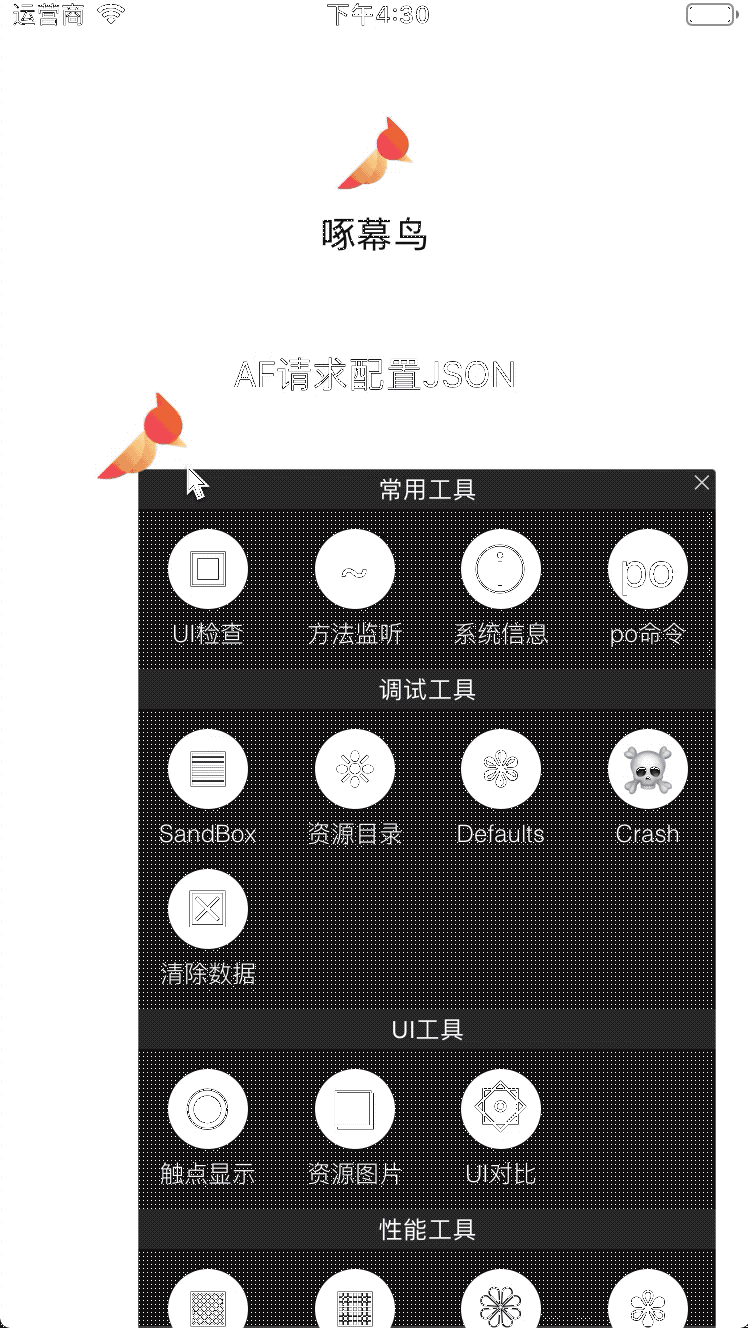 运营商 下午4:30
啄幕鸟
AF请求配置JSON
常用工具
po
UI检查 方法监听 系统信息 po命令
调试工具
SandBox 资源目录 Defaults Crash
清除数据
UI工具
触点显示 资源图片 UI对比
性能工具